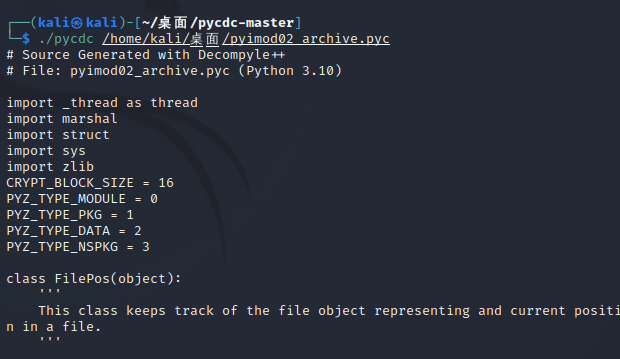 ┌──(kali㉿kali)-[~/桌面/pycdc-master]
└─$ ./pycdc /home/kali/桌面/pyimod02_archive.pyc
# Source Generated with Decompyle++
# File: pyimod02_archive.pyc (Python 3.10)
import _thread as thread
import marshal
import struct
import sys
import zlib
CRYPT_BLOCK_SIZE = 16
PYZ_TYPE_MODULE = 0
PYZ_TYPE_PKG = 1
PYZ_TYPE_DATA = 2
PYZ_TYPE_NSPKG = 3
class FilePos(object):
    '''
    This class keeps track of the file object representing and current positi
n in a file.
    '''